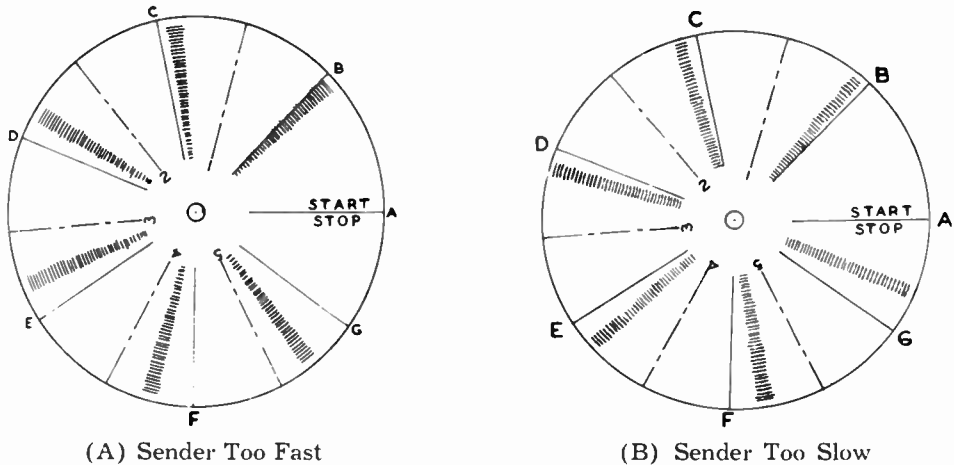 C
B
D
2
START
STOP
A
3
4
5
E
G
F
(A) Sender Too Fast
C
B
D
2
START
STOP
A
3
4
5
E
G
F
(B) Sender Too Slow